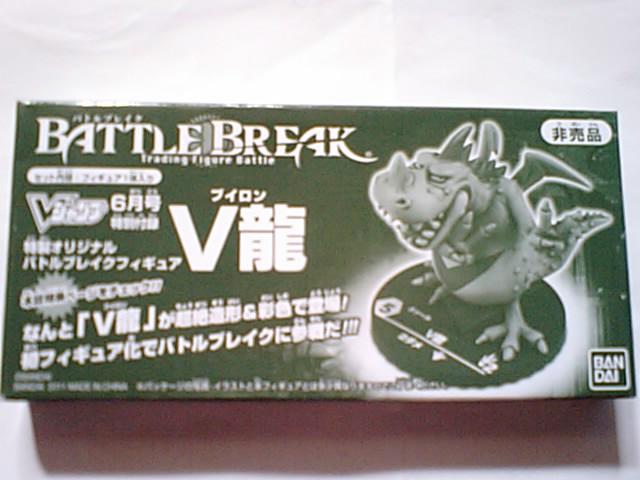 バトルブレイク
BATTLE BREAK
Trading Figure Battle
非売品
セット内容:フィギュア1体入り
Vジャンプ 6月号
特別付録
ブイロン
V龍
特製オリジナル
バトルブレイクフィギュア
なんと「V龍」が超絶造形&彩色で登場!
初フィギュア化でバトルブレイクに参戦だ!!!
BANDAI 2011 MADE IN CHINA
BAN
DAI